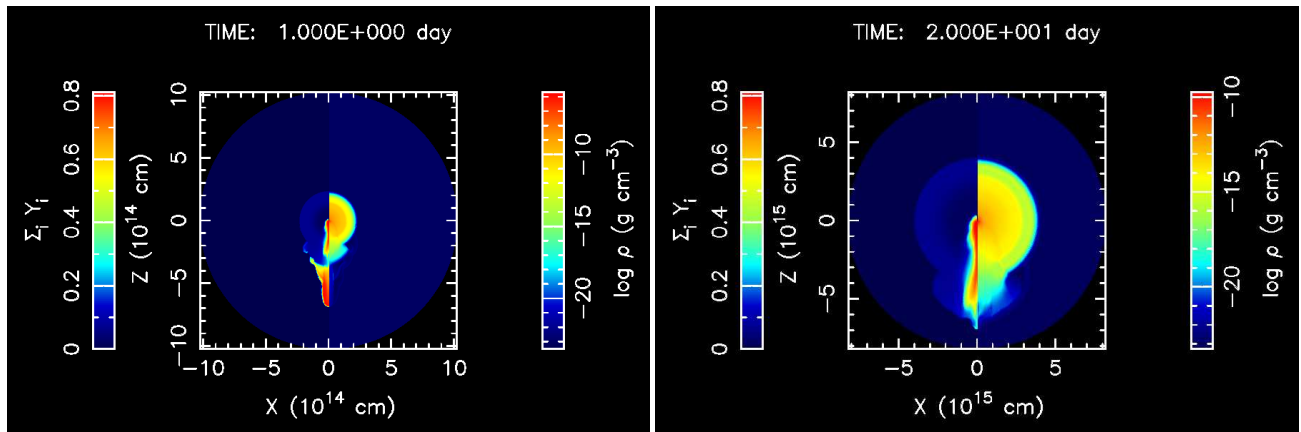 TIME: 1.000E+000 day
Σi Yi
0 0.2 0.4 0.6 0.8
Z (10^14 cm)
−10 −5 0 5 10
−10 −5 0 5 10
X (10^14 cm)
−20 −15 −10
log ρ (g cm^−3)
TIME: 2.000E+001 day
Σi Yi
0 0.2 0.4 0.6 0.8
Z (10^15 cm)
−5 0 5
−5 0 5
X (10^15 cm)
−20 −15 −10
log ρ (g cm^−3)